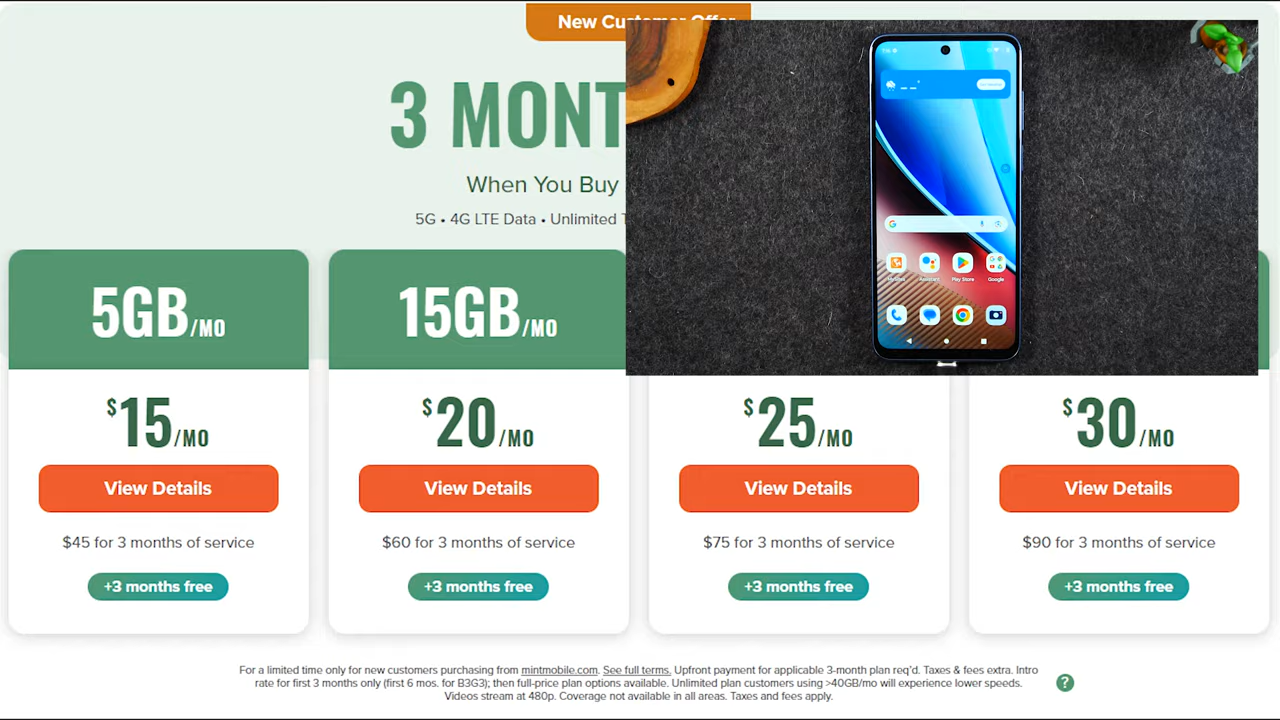 New Customer Offer
3 MONT
When You Buy
5G • 4G LTE Data • Unlimited T
5GB/MO
15GB/MO
$15/MO
$20/MO
$25/MO
$30/MO
View Details
View Details
View Details
View Details
$45 for 3 months of service
$60 for 3 months of service
$75 for 3 months of service
$90 for 3 months of service
+3 months free
+3 months free
+3 months free
+3 months free
Assistant
Play Store
Google
For a limited time only for new customers purchasing from mintmobile.com. See full terms. Upfront payment for applicable 3-month plan req'd. Taxes & fees extra. Intro
rate for first 3 months only (first 6 mos. for B3G3); then full-price plan options available. Unlimited plan customers using >40GB/mo will experience lower speeds.
Videos stream at 480p. Coverage not available in all areas. Taxes and fees apply.
?